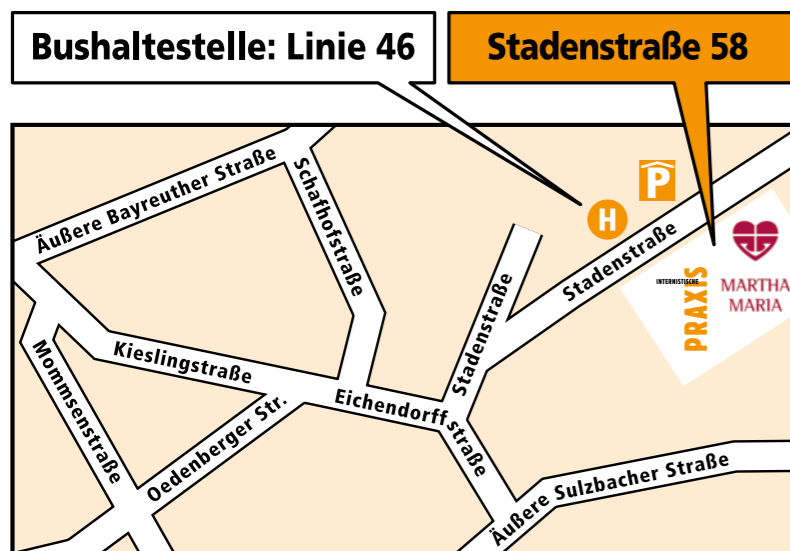 Bushaltestelle: Linie 46
Stadenstraße 58
Äußere Bayreuther Straße
Schafhofstraße
P
H
Stadenstraße
INTERNISTISCHE
PRAXIS
MARTHA
MARIA
Stadenstraße
Kieslingstraße
Mommsenstraße
Oedenberger Str.
Eichendorffstraße
Äußere Sulzbacher Straße